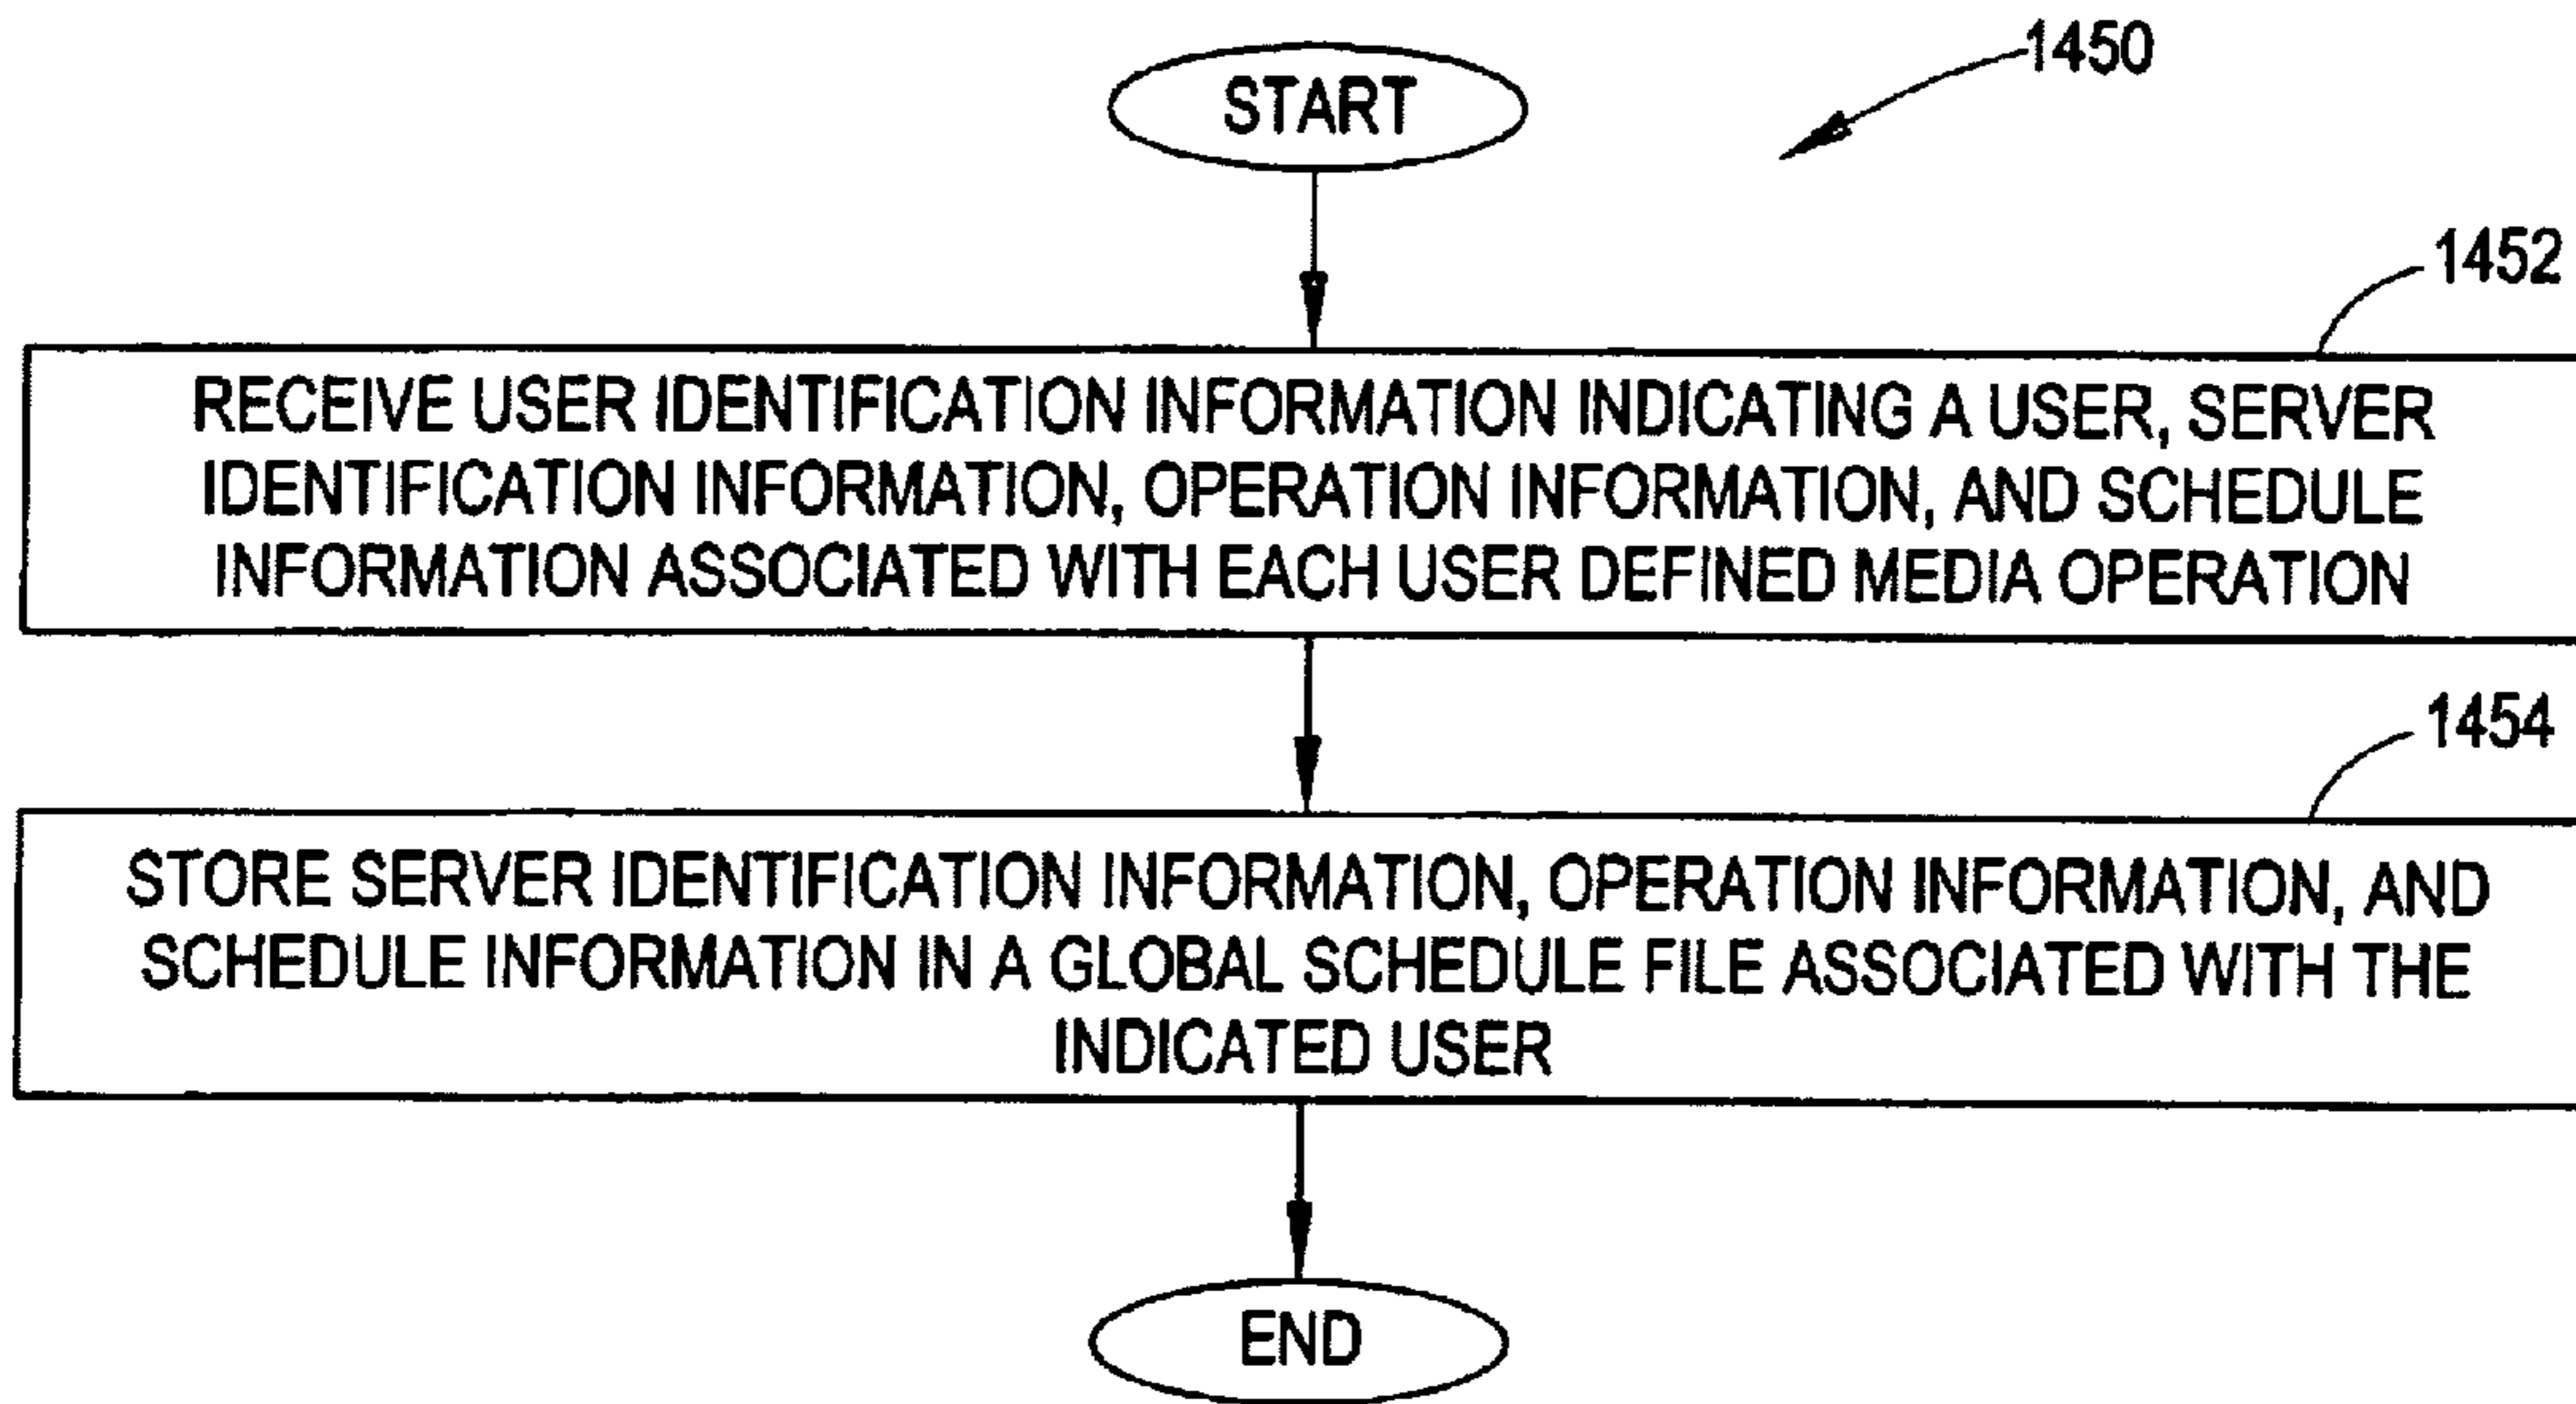 START
1450
1452
RECEIVE USER IDENTIFICATION INFORMATION INDICATING A USER, SERVER
IDENTIFICATION INFORMATION, OPERATION INFORMATION, AND SCHEDULE
INFORMATION ASSOCIATED WITH EACH USER DEFINED MEDIA OPERATION
1454
STORE SERVER IDENTIFICATION INFORMATION, OPERATION INFORMATION, AND
SCHEDULE INFORMATION IN A GLOBAL SCHEDULE FILE ASSOCIATED WITH THE
INDICATED USER
END